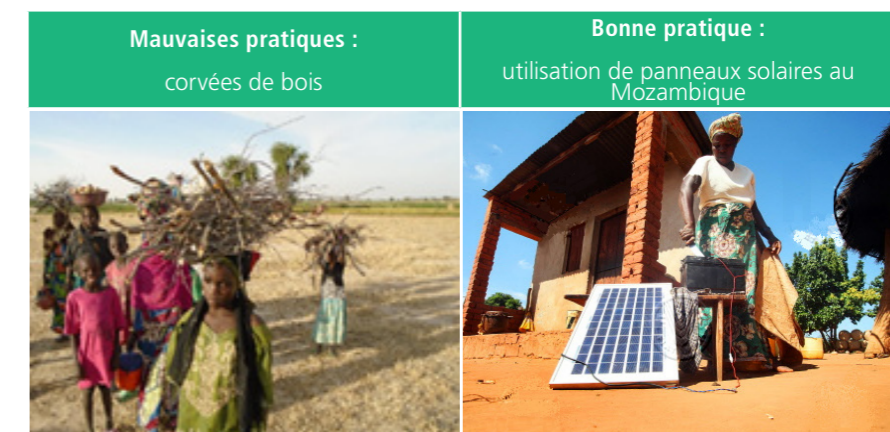 Mauvaises pratiques :
corvées de bois
Bonne pratique :
utilisation de panneaux solaires au
Mozambique